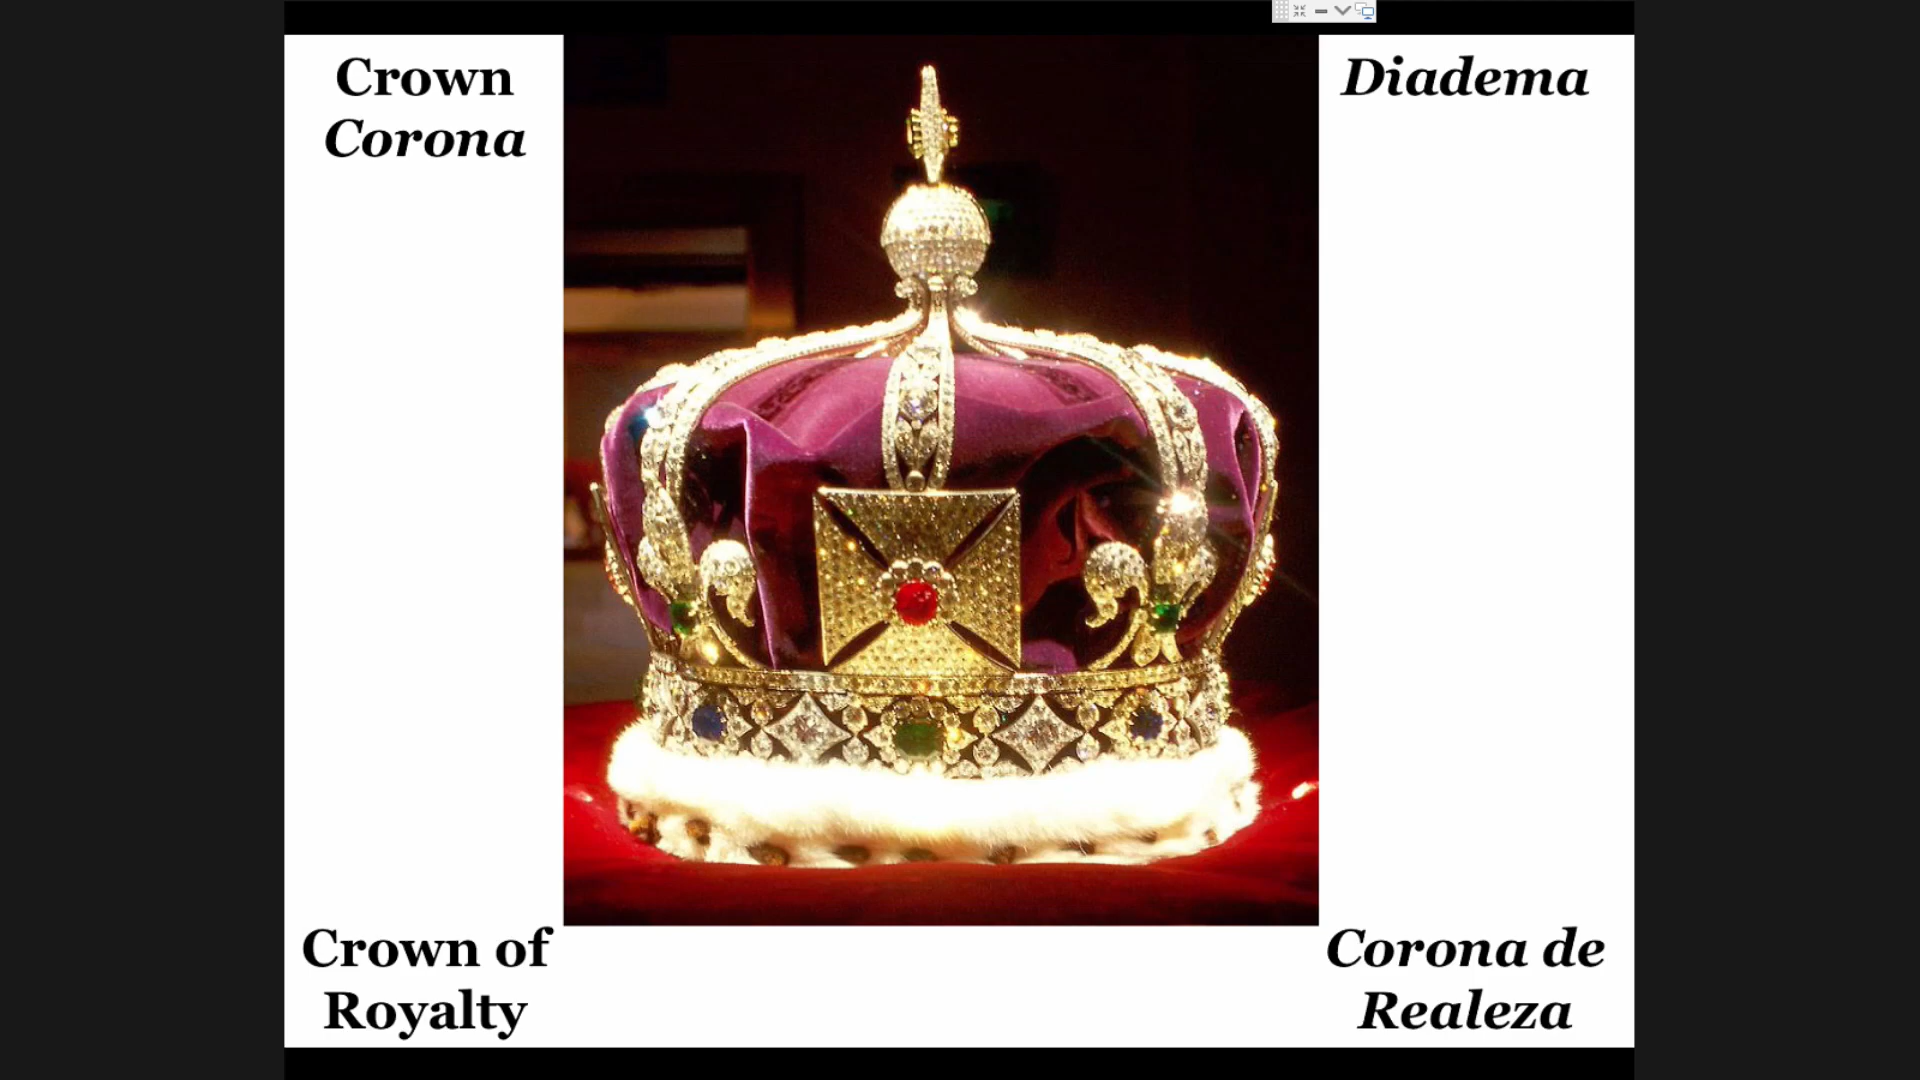 Crown
Corona
Diadema
Crown of
Royalty
Corona de
Realeza